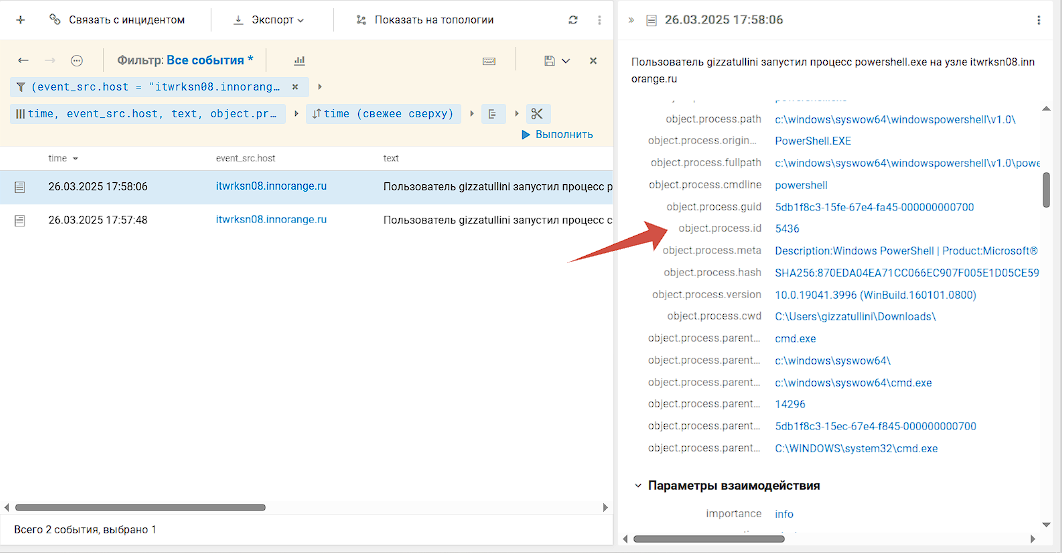 Связать с инцидентом
Экспорт
Показать на топологии
Фильтр: Все события *
(event_src.host = "itwrksn08.innorang…
time, event_src.host, text, object.pr…
time (свежее сверху)
Выполнить
time event_src.host text
26.03.2025 17:58:06 itwrksn08.innorange.ru Пользователь gizzatullini запустил процесс p
26.03.2025 17:57:48 itwrksn08.innorange.ru Пользователь gizzatullini запустил процесс c
Всего 2 события, выбрано 1
26.03.2025 17:58:06
Пользователь gizzatullini запустил процесс powershell.exe на узле itwrksn08.inn
orange.ru
object.process.path c:\windows\syswow64\windowspowershell\v1.0\
object.process.origin… PowerShell.EXE
object.process.fullpath c:\windows\syswow64\windowspowershell\v1.0\powe
object.process.cmdline powershell
object.process.guid 5db1f8c3-15fe-67e4-fa45-000000000700
object.process.id 5436
object.process.meta Description:Windows PowerShell | Product:Microsoft®
object.process.hash SHA256:870EDA04EA71CC066EC907F005E1D05CE59
object.process.version 10.0.19041.3996 (WinBuild.160101.0800)
object.process.cwd C:\Users\gizzatullini\Downloads\
object.process.parent… cmd.exe
object.process.parent… c:\windows\syswow64\
object.process.parent… c:\windows\syswow64\cmd.exe
object.process.parent… 14296
object.process.parent… 5db1f8c3-15ec-67e4-f845-000000000700
object.process.parent… C:\WINDOWS\system32\cmd.exe
Параметры взаимодействия
importance info